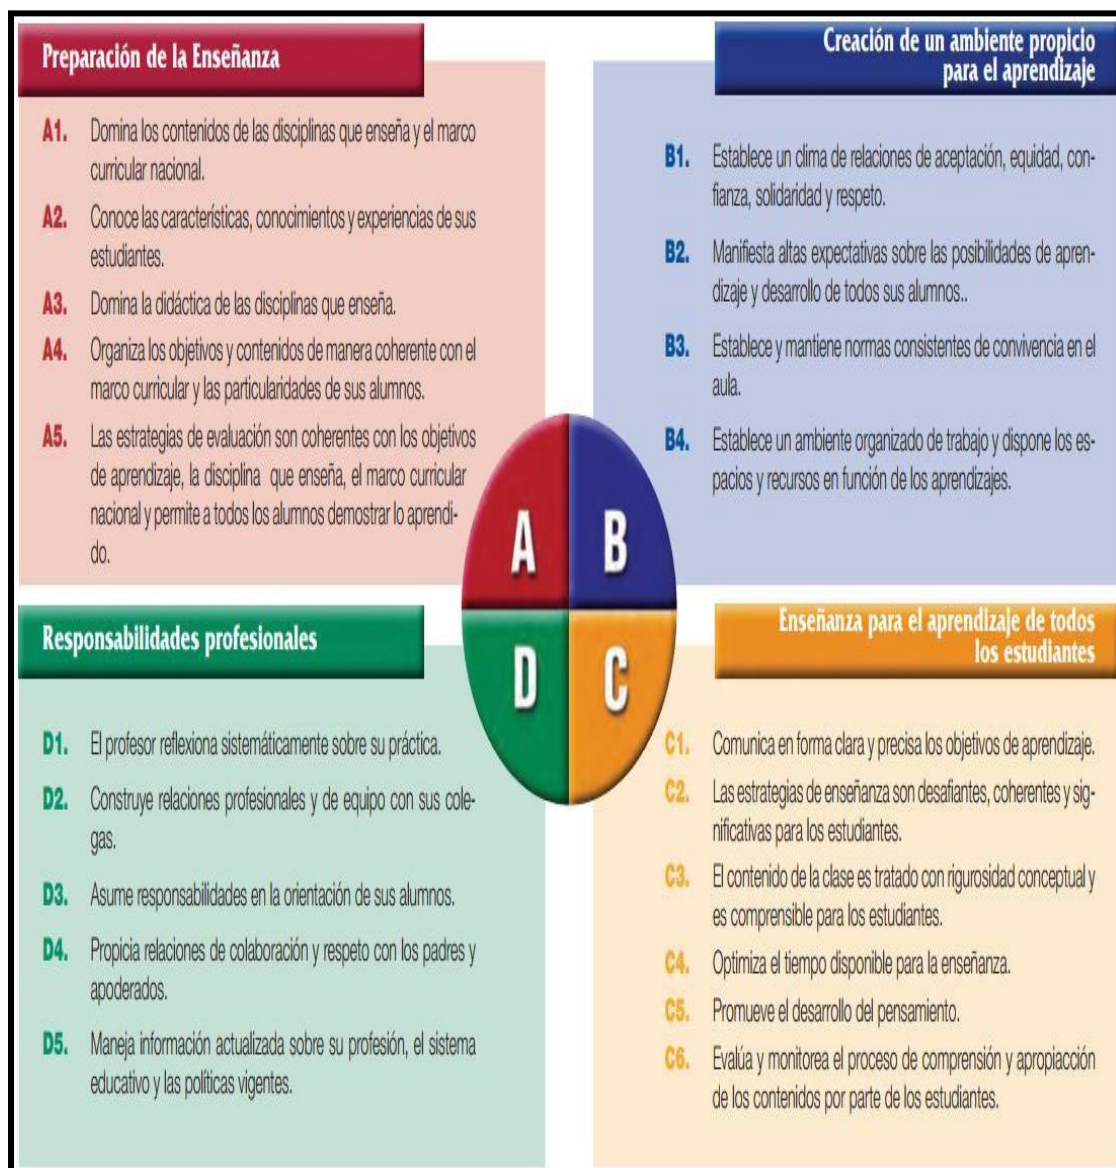 Preparación de la Enseñanza
A1. Domina los contenidos de las disciplinas que enseña y el marco
curricular nacional.
A2. Conoce las características, conocimientos y experiencias de sus
estudiantes.
A3. Domina la didáctica de las disciplinas que enseña.
A4. Organiza los objetivos y contenidos de manera coherente con el
marco curricular y las particularidades de sus alumnos.
A5. Las estrategias de evaluación son coherentes con los objetivos
de aprendizaje, la disciplina que enseña, el marco curricular
nacional y permite a todos los alumnos demostrar lo aprendi-
do.
Creación de un ambiente propicio
para el aprendizaje
B1. Establece un clima de relaciones de aceptación, equidad, con-
fianza, solidaridad y respeto.
B2. Manifiesta altas expectativas sobre las posibilidades de apren-
dizaje y desarrollo de todos sus alumnos..
B3. Establece y mantiene normas consistentes de convivencia en el
aula.
B4. Establece un ambiente organizado de trabajo y dispone los es-
pacios y recursos en función de los aprendizajes.
A B
D C
Responsabilidades profesionales
D1. El profesor reflexiona sistemáticamente sobre su práctica.
D2. Construye relaciones profesionales y de equipo con sus cole-
gas.
D3. Asume responsabilidades en la orientación de sus alumnos.
D4. Propicia relaciones de colaboración y respeto con los padres y
apoderados.
D5. Maneja información actualizada sobre su profesión, el sistema
educativo y las políticas vigentes.
Enseñanza para el aprendizaje de todos
los estudiantes
C1. Comunica en forma clara y precisa los objetivos de aprendizaje.
C2. Las estrategias de enseñanza son desafiantes, coherentes y sig-
nificativas para los estudiantes.
C3. El contenido de la clase es tratado con rigurosidad conceptual y
es comprensible para los estudiantes.
C4. Optimiza el tiempo disponible para la enseñanza.
C5. Promueve el desarrollo del pensamiento.
C6. Evalúa y monitorea el proceso de comprensión y apropiacción
de los contenidos por parte de los estudiantes.